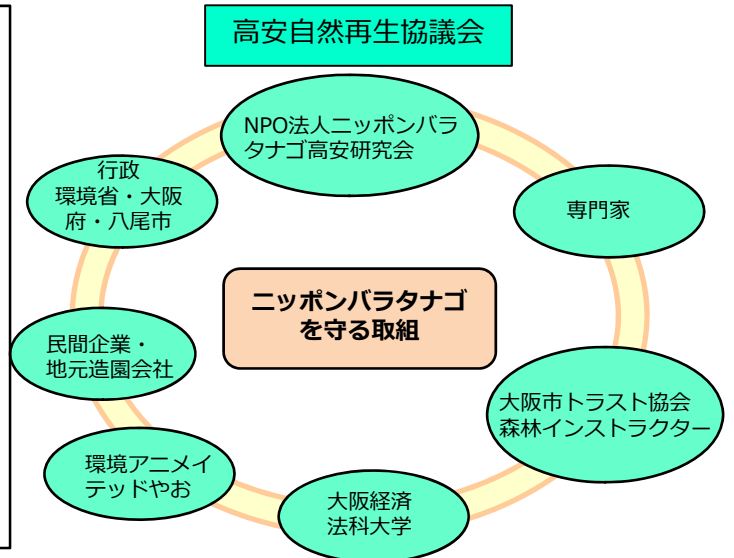 高安自然再生協議会
NPO法人ニッポンバラ
タナゴ高安研究会
行政
環境省・大阪
府・八尾市
専門家
ニッポンバラタナゴ
を守る取組
民間企業・
地元造園会社
大阪市トラスト協会
森林インストラクター
環境アニメイ
テッドやお
大阪経済
法科大学